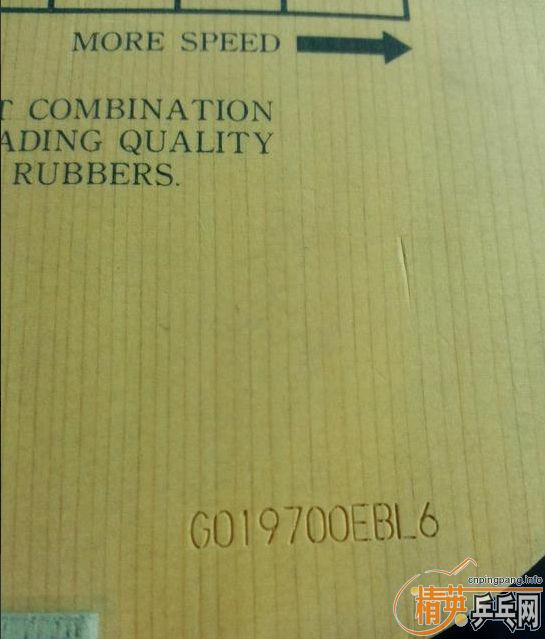 MORE SPEED
T COMBINATION
ADING QUALITY
RUBBERS.
G019700EBL6
cnpingpang.info
精英乒乓网